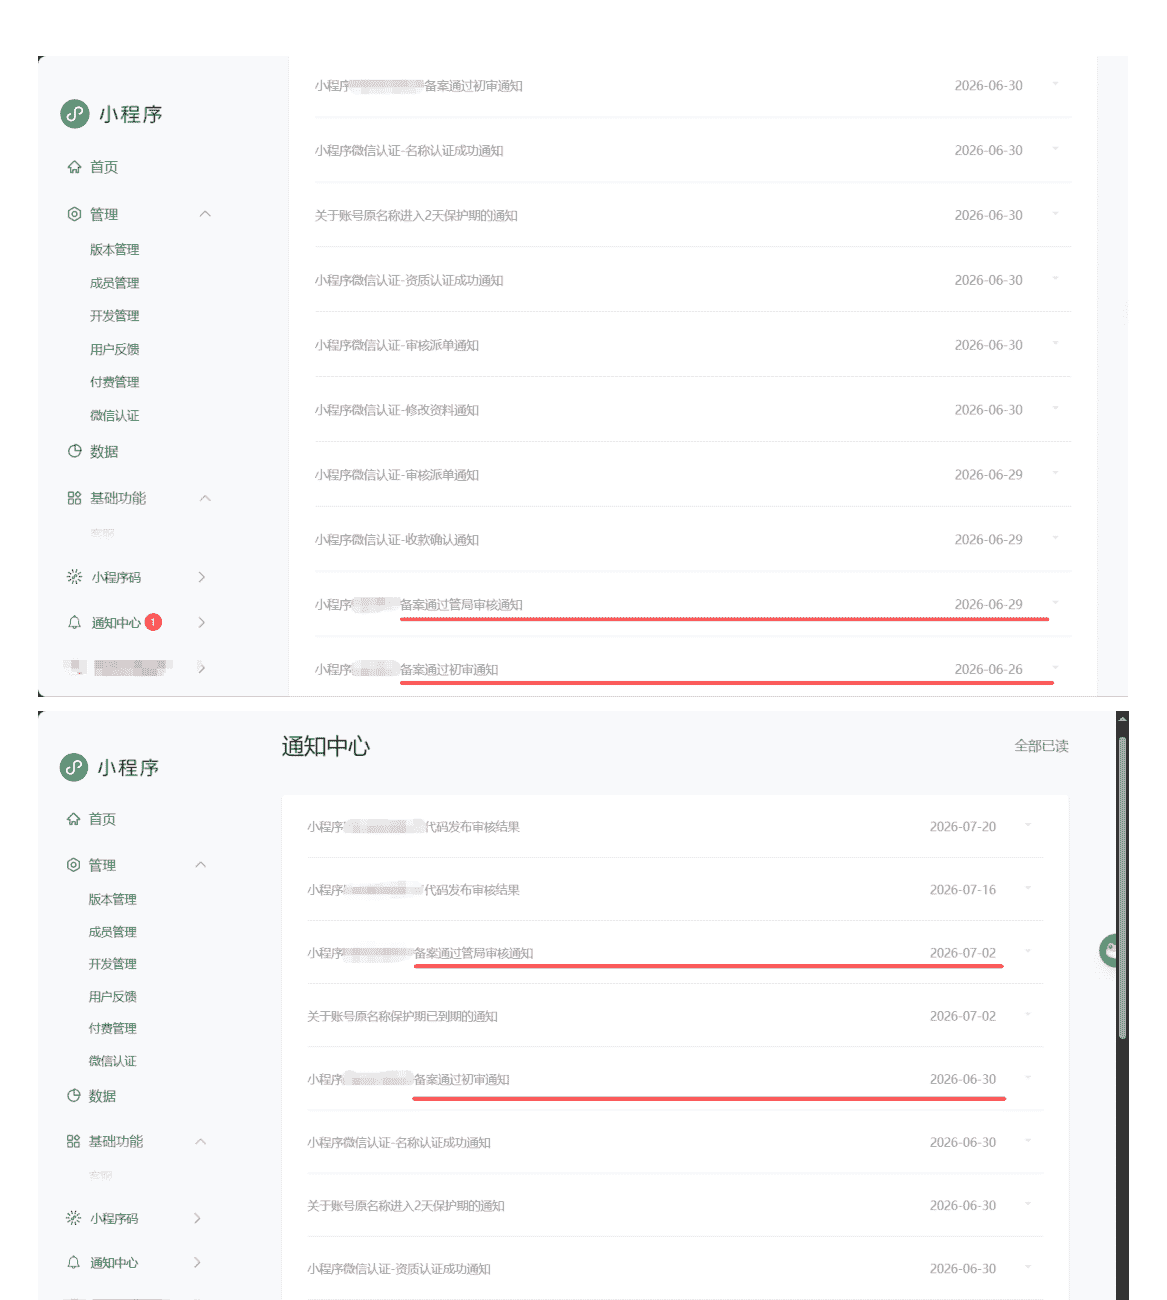 小程序
首页
管理
版本管理
成员管理
开发管理
用户反馈
付费管理
微信认证
数据
基础功能
客服
小程序码
通知中心 1
小程序 备案通过初审通知 2026-06-30
小程序微信认证-名称认证成功通知 2026-06-30
关于账号原名称进入2天保护期的通知 2026-06-30
小程序微信认证-资质认证成功通知 2026-06-30
小程序微信认证-审核派单通知 2026-06-30
小程序微信认证-修改资料通知 2026-06-30
小程序微信认证-审核派单通知 2026-06-29
小程序微信认证-收款确认通知 2026-06-29
小程序 备案通过管局审核通知 2026-06-29
小程序 备案通过初审通知 2026-06-26
小程序
首页
管理
版本管理
成员管理
开发管理
用户反馈
付费管理
微信认证
数据
基础功能
客服
小程序码
通知中心
通知中心 全部已读
小程序 代码发布审核结果 2026-07-20
小程序 代码发布审核结果 2026-07-16
小程序 备案通过管局审核通知 2026-07-02
关于账号原名称保护期已到期的通知 2026-07-02
小程序 备案通过初审通知 2026-06-30
小程序微信认证-名称认证成功通知 2026-06-30
关于账号原名称进入2天保护期的通知 2026-06-30
小程序微信认证-资质认证成功通知 2026-06-30